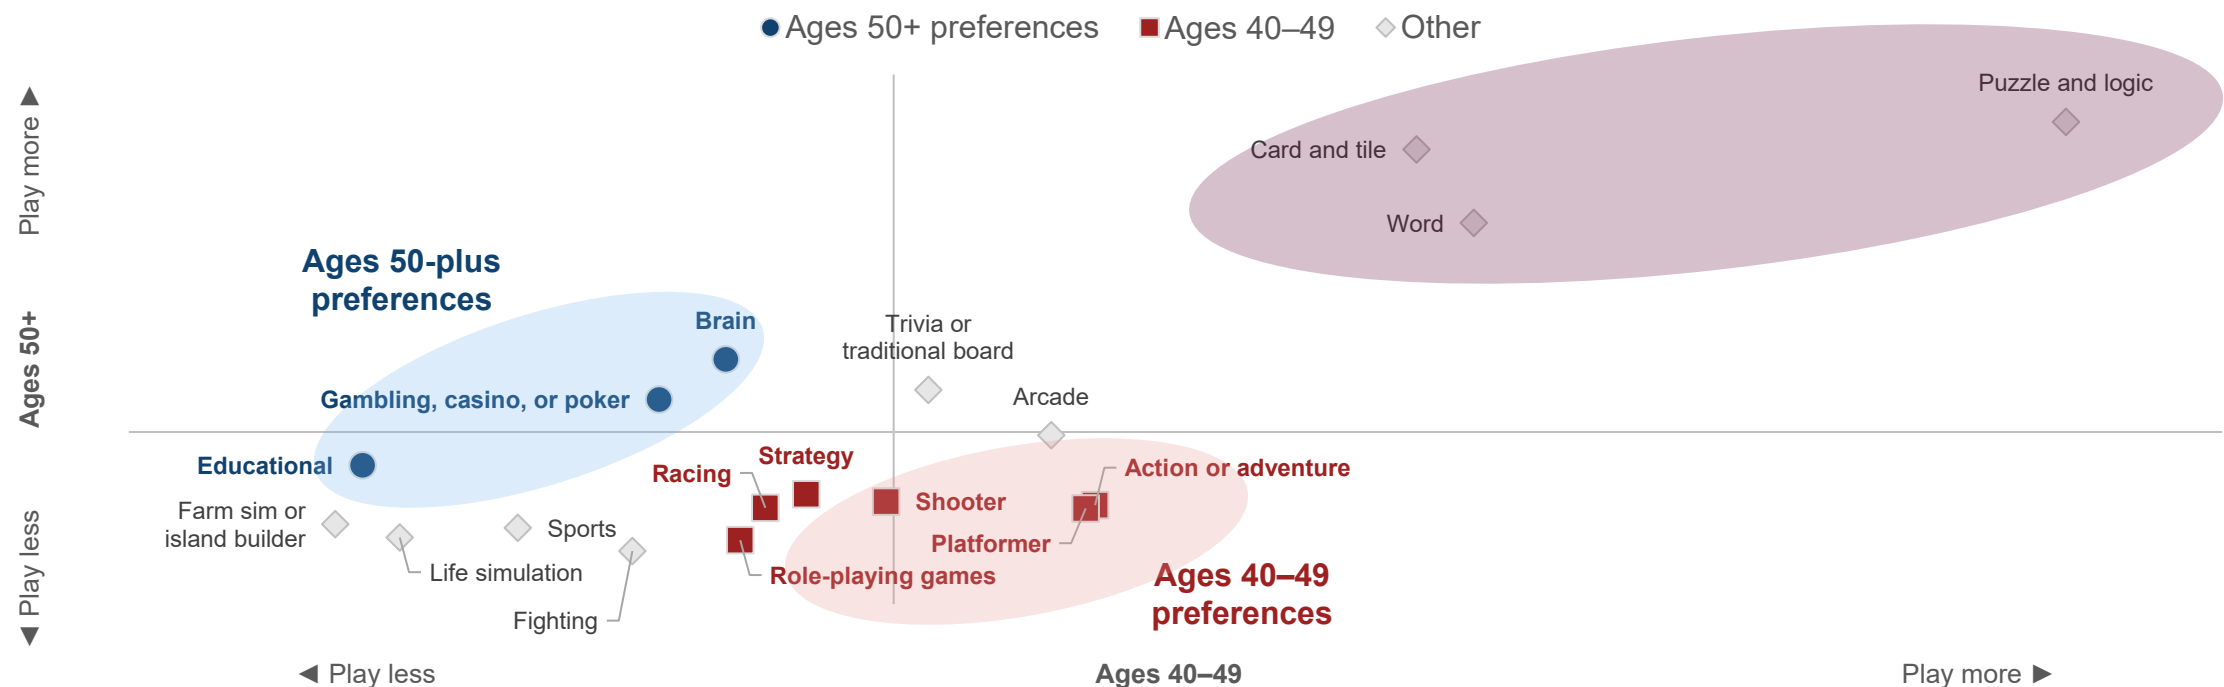 Ages 50+ preferences
Ages 40–49
Other
Play more ▶
Ages 50+
◀ Play less
Puzzle and logic
Card and tile
Word
Ages 50-plus
preferences
Brain
Gambling, casino, or poker
Educational
Trivia or
traditional board
Arcade
Farm sim or
island builder
Life simulation
Sports
Fighting
Racing
Strategy
Shooter
Action or adventure
Platformer
Role-playing games
Ages 40–49
preferences
◀ Play less
Ages 40–49
Play more ▶